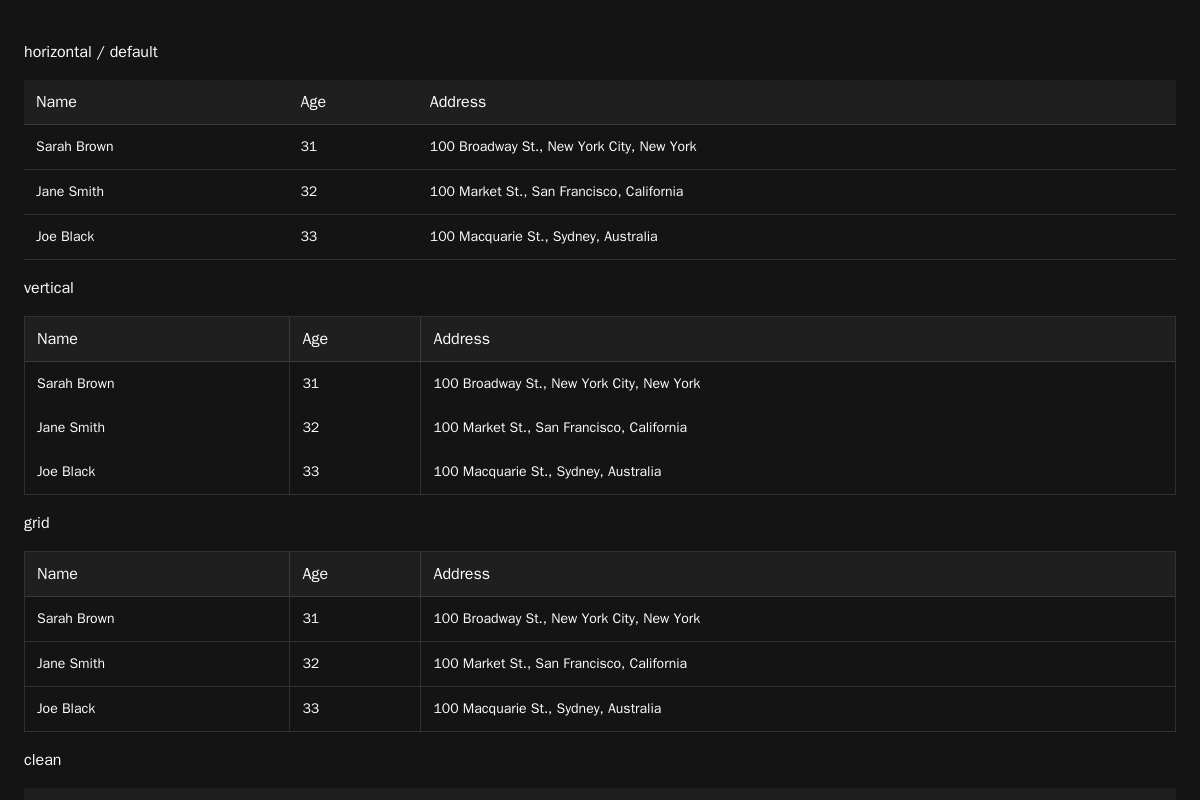 horizontal / default
Name Age Address
Sarah Brown 31 100 Broadway St., New York City, New York
Jane Smith 32 100 Market St., San Francisco, California
Joe Black 33 100 Macquarie St., Sydney, Australia
vertical
Name Age Address
Sarah Brown 31 100 Broadway St., New York City, New York
Jane Smith 32 100 Market St., San Francisco, California
Joe Black 33 100 Macquarie St., Sydney, Australia
grid
Name Age Address
Sarah Brown 31 100 Broadway St., New York City, New York
Jane Smith 32 100 Market St., San Francisco, California
Joe Black 33 100 Macquarie St., Sydney, Australia
clean